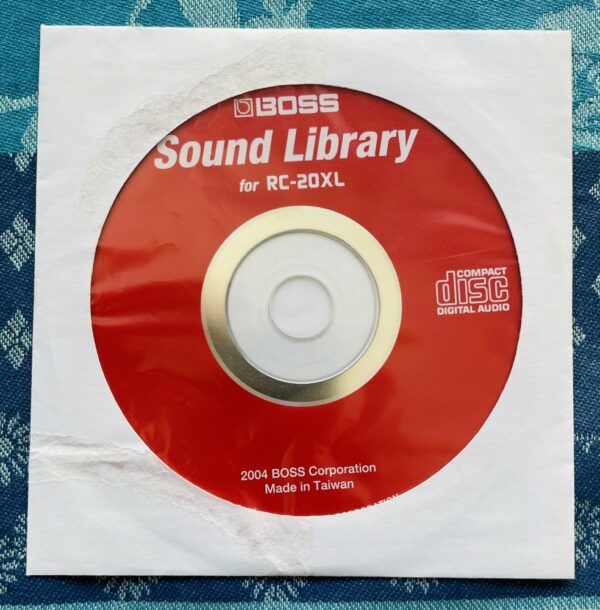 BOSS
Sound Library
for RC-20XL
COMPACT
disc
DIGITAL AUDIO
2004 BOSS Corporation
Made in Taiwan